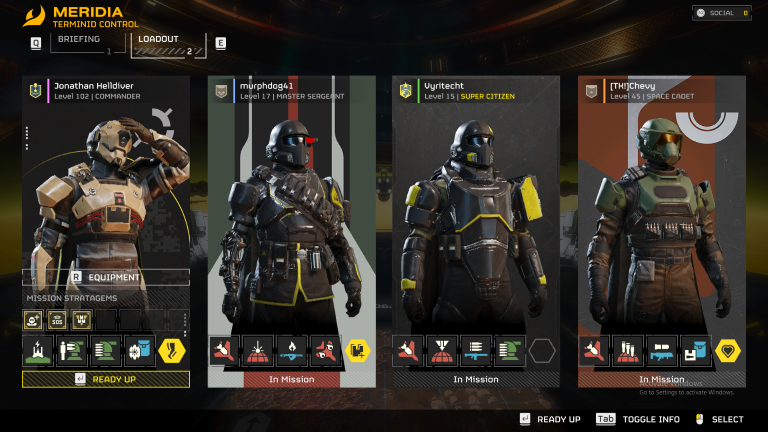 MERIDIA
TERMINID CONTROL
SOCIAL 0
Q BRIEFING 1 LOADOUT 2 E
Jonathan Helldiver
Level 102 | COMMANDER
murphdog41
Level 17 | MASTER SERGEANT
Vyritecht
Level 15 | SUPER CITIZEN
[TK!]Chevy
Level 45 | SPACE CADET
R EQUIPMENT
MISSION STRATAGEMS
SOS
READY UP
In Mission
In Mission
In Mission
Go to Settings to activate Windows.
READY UP Tab TOGGLE INFO SELECT